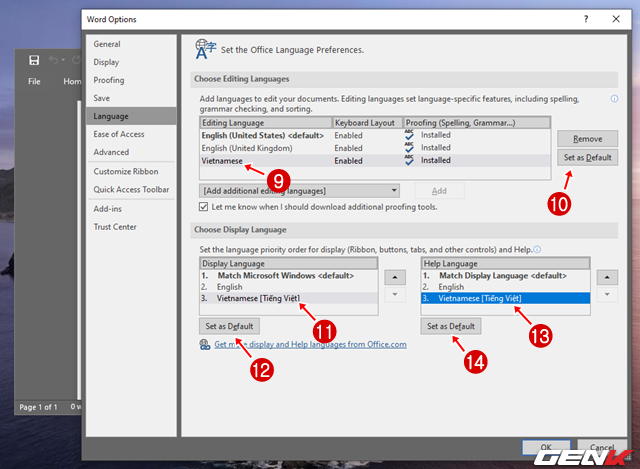 Word Options
?
File
Hom
Page 1 of 1
0 w
General
Display
Proofing
Save
Language
Ease of Access
Advanced
Customize Ribbon
Quick Access Toolbar
Add-ins
Trust Center
Set the Office Language Preferences.
Choose Editing Languages
Add languages to edit your documents. Editing languages set language-specific features, including spelling,
grammar checking, and sorting.
Editing Language Keyboard Layout Proofing (Spelling, Grammar...)
English (United States) <default> Enabled Installed
English (United Kingdom) Enabled Installed
Vietnamese Enabled Installed
9
Remove
Set as Default
10
[Add additional editing languages] Add
Let me know when I should download additional proofing tools.
Choose Display Language
Set the language priority order for display (Ribbon, buttons, tabs, and other controls) and Help.
Display Language
1. Match Microsoft Windows <default>
2. English
3. Vietnamese [Tiếng Việt]
11
Set as Default
12
Help Language
1. Match Display Language <default>
2. English
3. Vietnamese [Tiếng Việt]
13
Set as Default
14
Get more display and Help languages from Office.com
OK Cancel
GENK